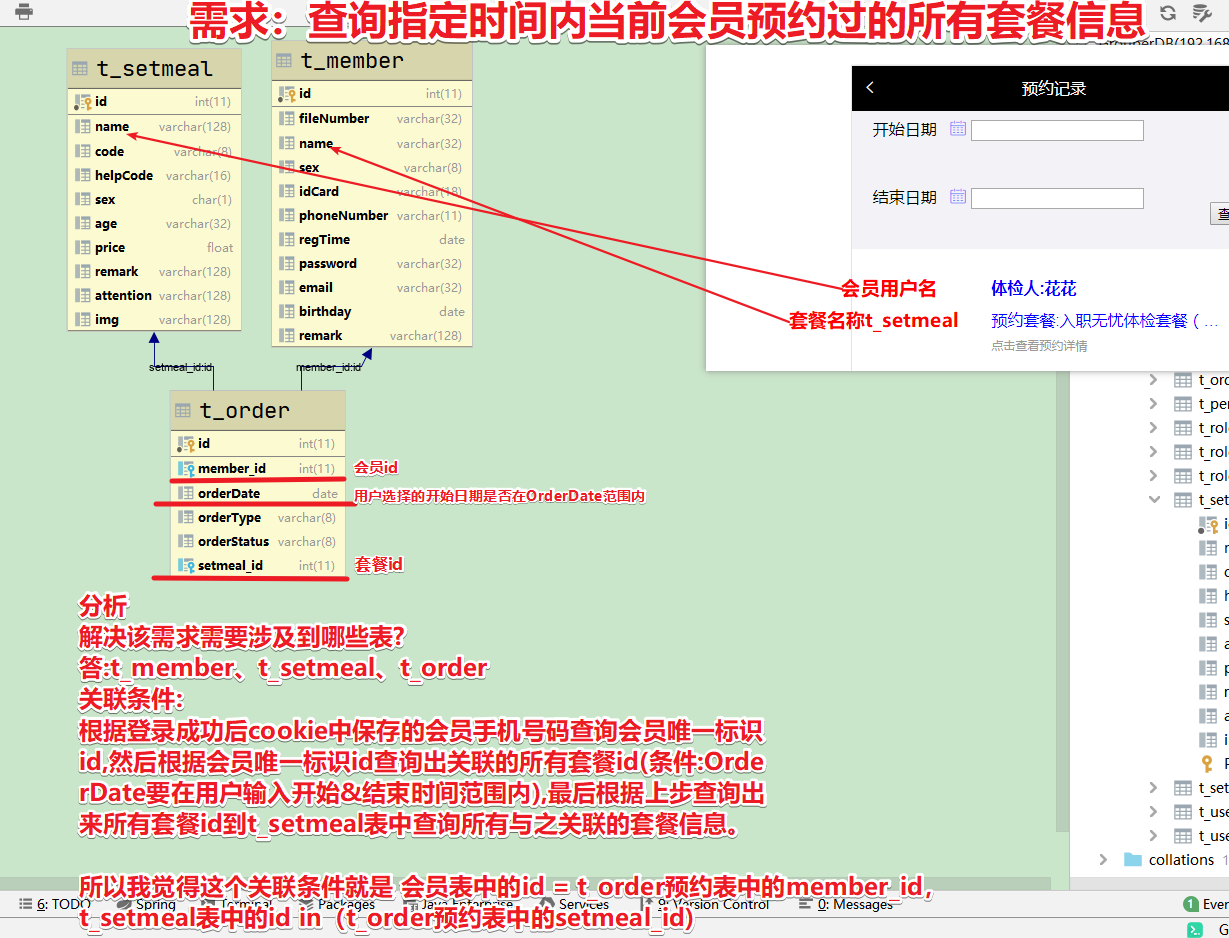 需求：查询指定时间内当前会员预约过的所有套餐信息
t_setmeal
id int(11)
name varchar(128)
code varchar(8)
helpCode varchar(16)
sex char(1)
age varchar(32)
price float
remark varchar(128)
attention varchar(128)
img varchar(128)
t_member
id int(11)
fileNumber varchar(32)
name varchar(32)
sex varchar(8)
idCard varchar(18)
phoneNumber varchar(11)
regTime date
password varchar(32)
email varchar(32)
birthday date
remark varchar(128)
setmeal_id:id
member_id:id
t_order
id int(11)
member_id int(11)
orderDate date
orderType varchar(8)
orderStatus varchar(8)
setmeal_id int(11)
会员id
用户选择的开始日期是否在OrderDate范围内
套餐id
预约记录
开始日期
结束日期
查
会员用户名
体检人:花花
套餐名称t_setmeal
预约套餐:入职无忧体检套餐（ ...
点击查看预约详情
分析
解决该需求需要涉及到哪些表?
答:t_member、t_setmeal、t_order
关联条件:
根据登录成功后cookie中保存的会员手机号码查询会员唯一标识
id,然后根据会员唯一标识id查询出关联的所有套餐id(条件:Orde
rDate要在用户输入开始&结束时间范围内),最后根据上步查询出
来所有套餐id到t_setmeal表中查询所有与之关联的套餐信息。
所以我觉得这个关联条件就是 会员表中的id = t_order预约表中的member_id，
t_setmeal表中的id in（t_order预约表中的setmeal_id）
t_ord
t_per
t_rol
t_rol
t_rol
t_set
t_set
t_use
t_use
collations 1
6: TODO
Spring
Terminal
Packages
Java Enterprise
Services
9: Version Control
0: Messages
1 Even